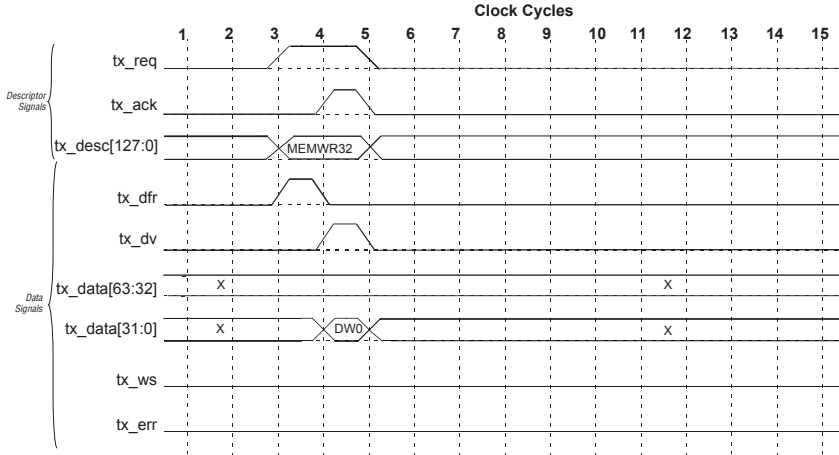 Clock Cycles
1 2 3 4 5 6 7 8 9 10 11 12 13 14 15
Descriptor
Signals
tx_req
tx_ack
tx_desc[127:0] MEMWR32
tx_dfr
tx_dv
Data
Signals
tx_data[63:32] X X
tx_data[31:0] X DW0 X
tx_ws
tx_err